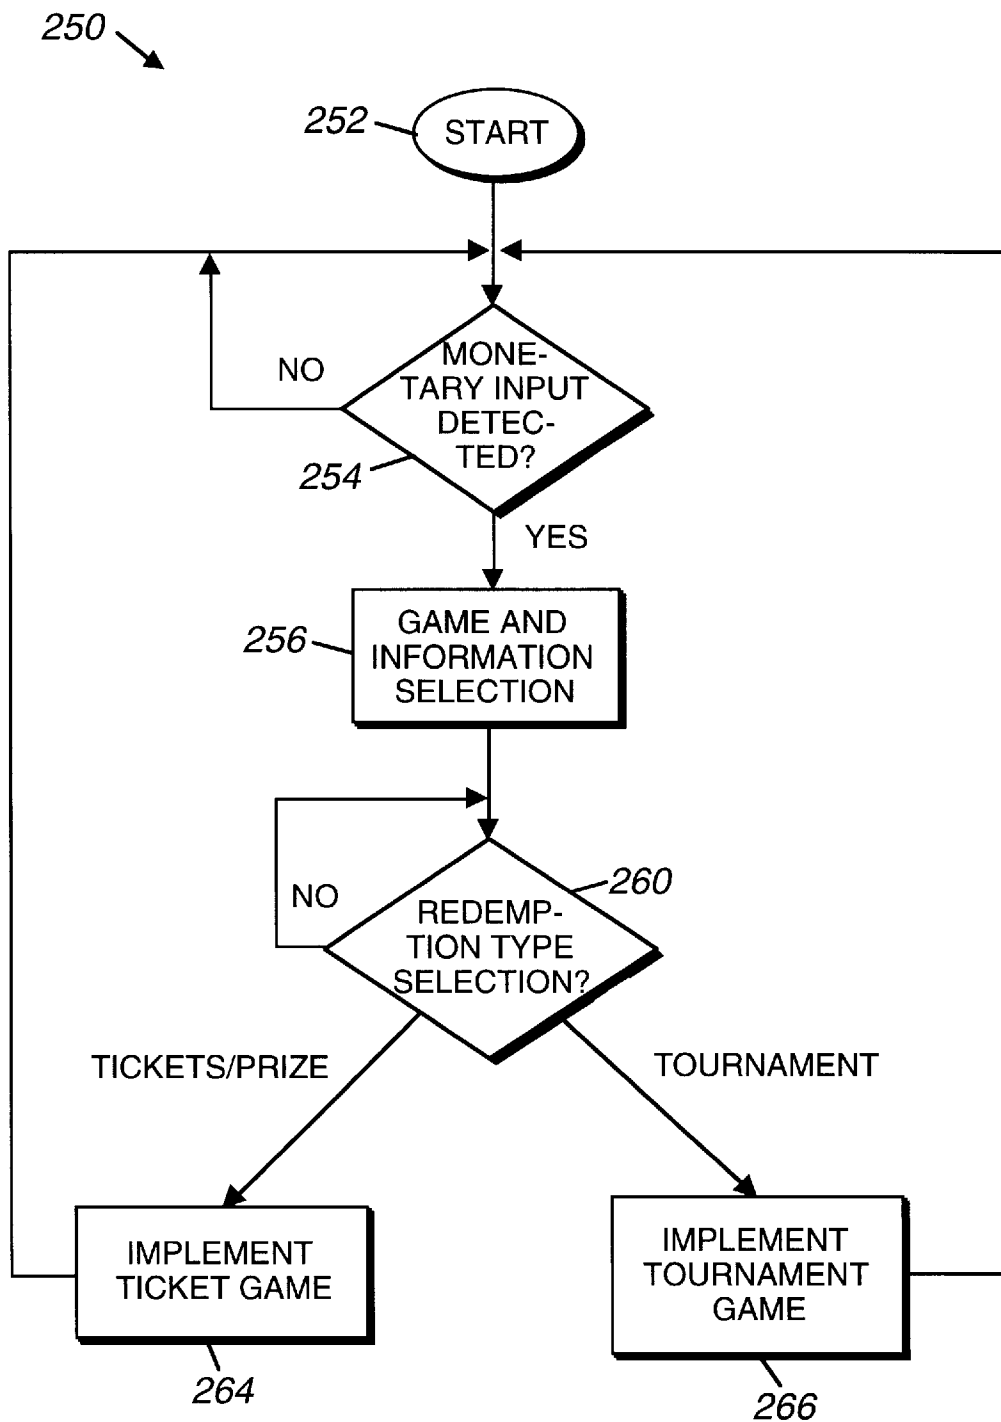 250
252
START
NO
MONE-
TARY INPUT
DETEC-
TED?
254
YES
256
GAME AND
INFORMATION
SELECTION
NO
260
REDEMP-
TION TYPE
SELECTION?
TICKETS/PRIZE
TOURNAMENT
IMPLEMENT
TICKET GAME
IMPLEMENT
TOURNAMENT
GAME
264
266